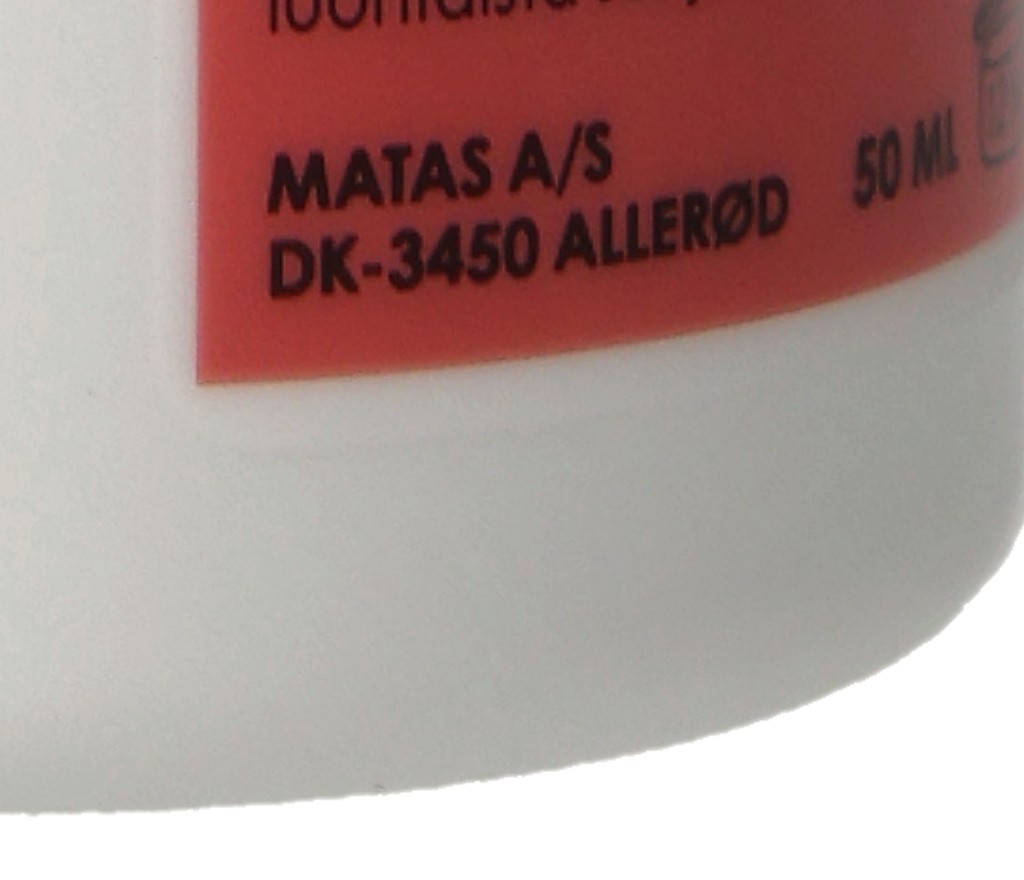 MATAS A/S
DK-3450 ALLERØD
50 ML